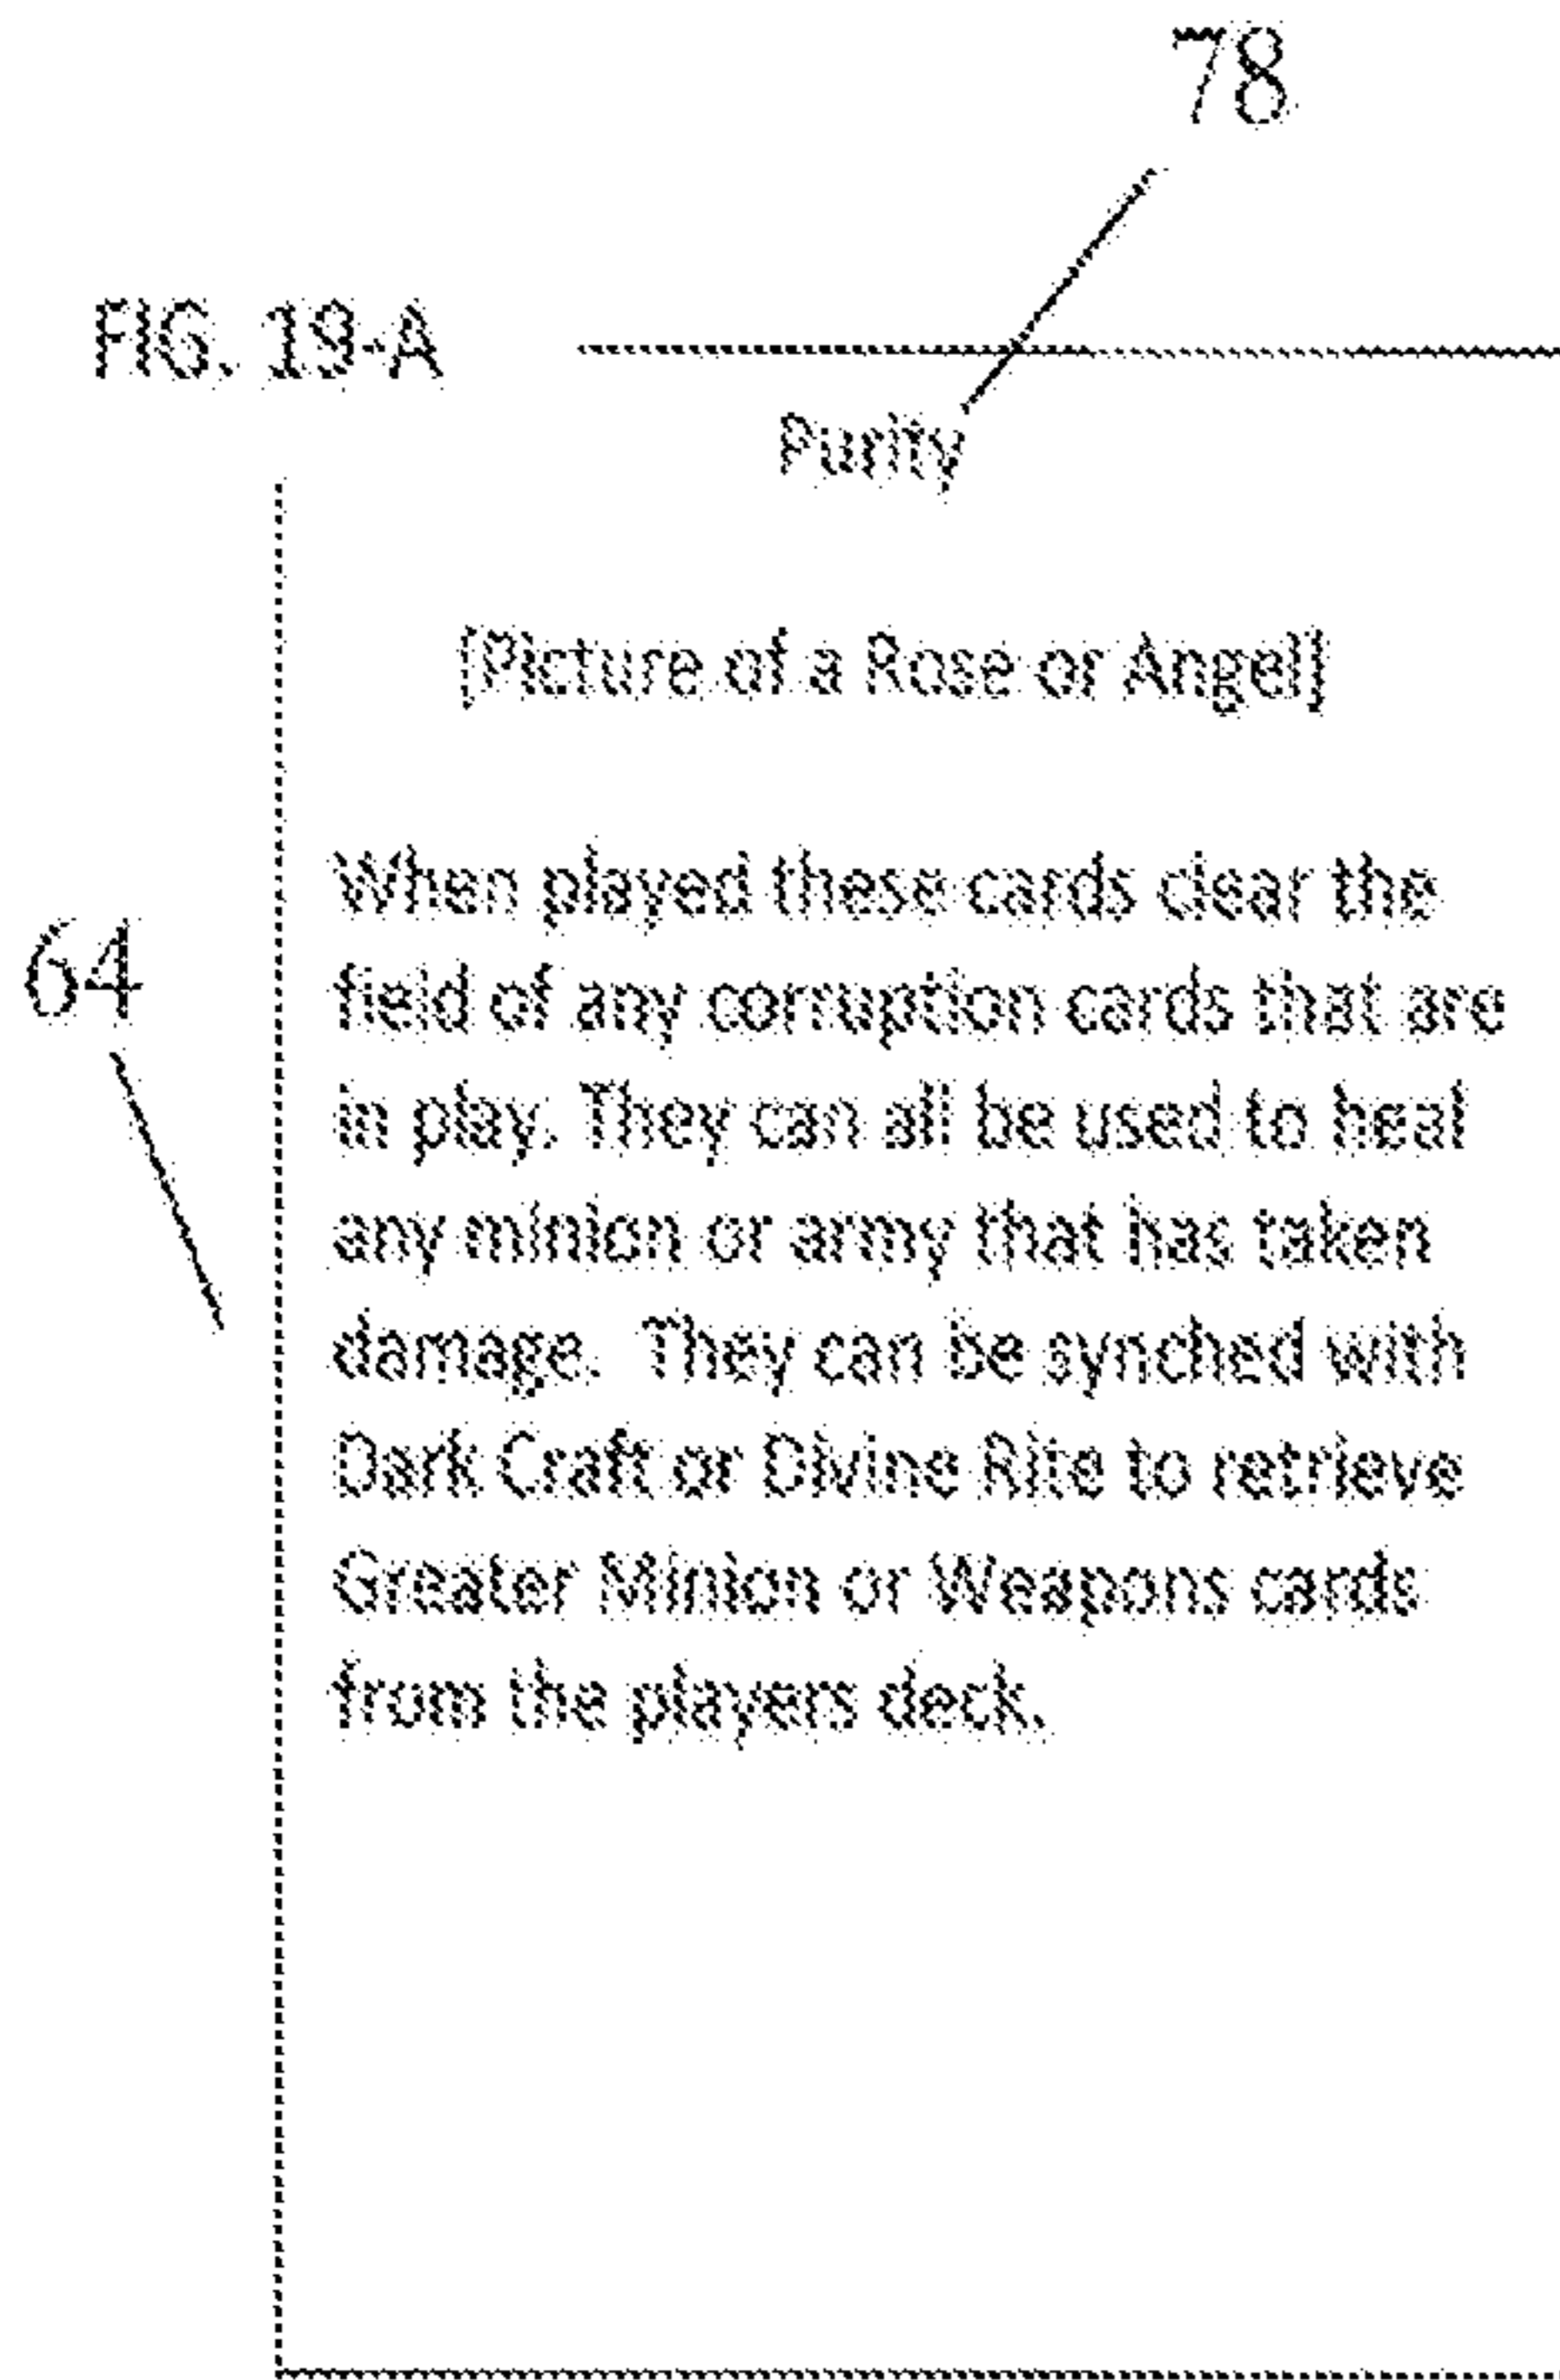 78
FIG. 19-A
Purity
[Picture of a Rose or Angel]
When played these cards clear the
field of any corruption cards that are
64
in play. They can all be used to heal
any minion or army that has taken
damage. They can be synched with
Dark Craft or Divine Rite to retrieve
Greater Minion or Weapons cards
from the players deck.